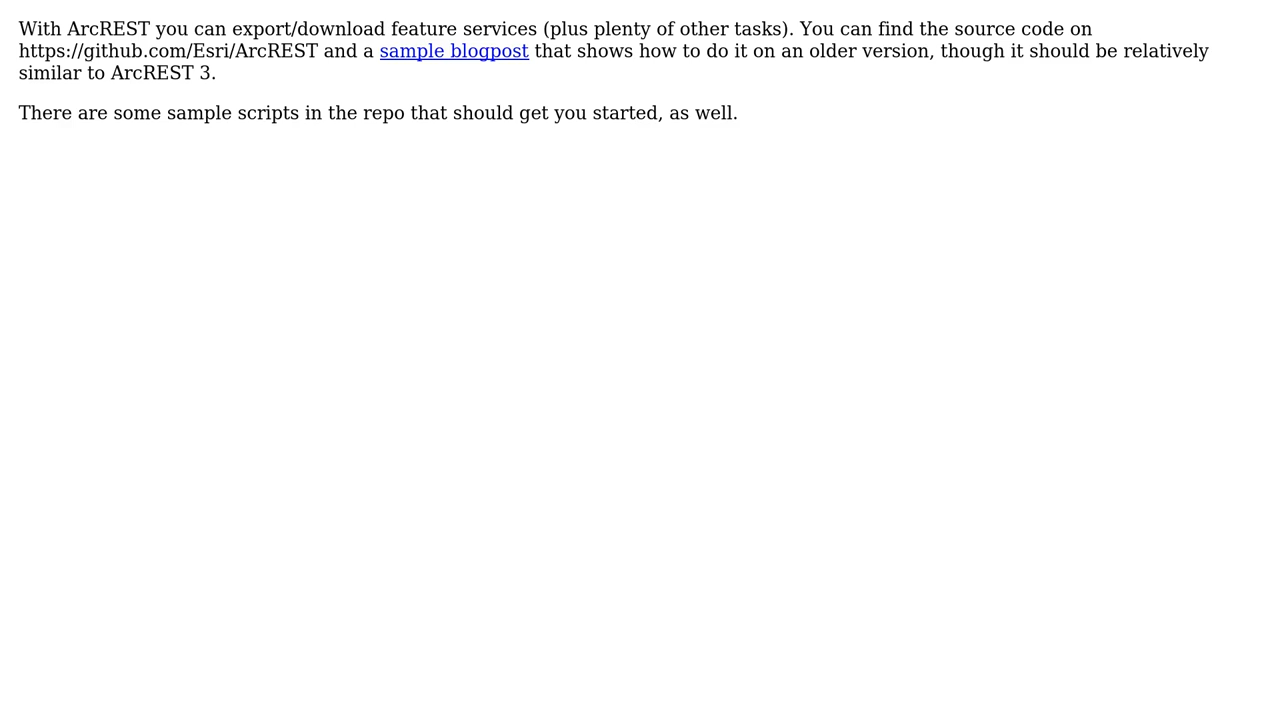 With ArcREST you can export/download feature services (plus plenty of other tasks). You can find the source code on
https://github.com/Esri/ArcREST and a sample blogpost that shows how to do it on an older version, though it should be relatively
similar to ArcREST 3.
There are some sample scripts in the repo that should get you started, as well.